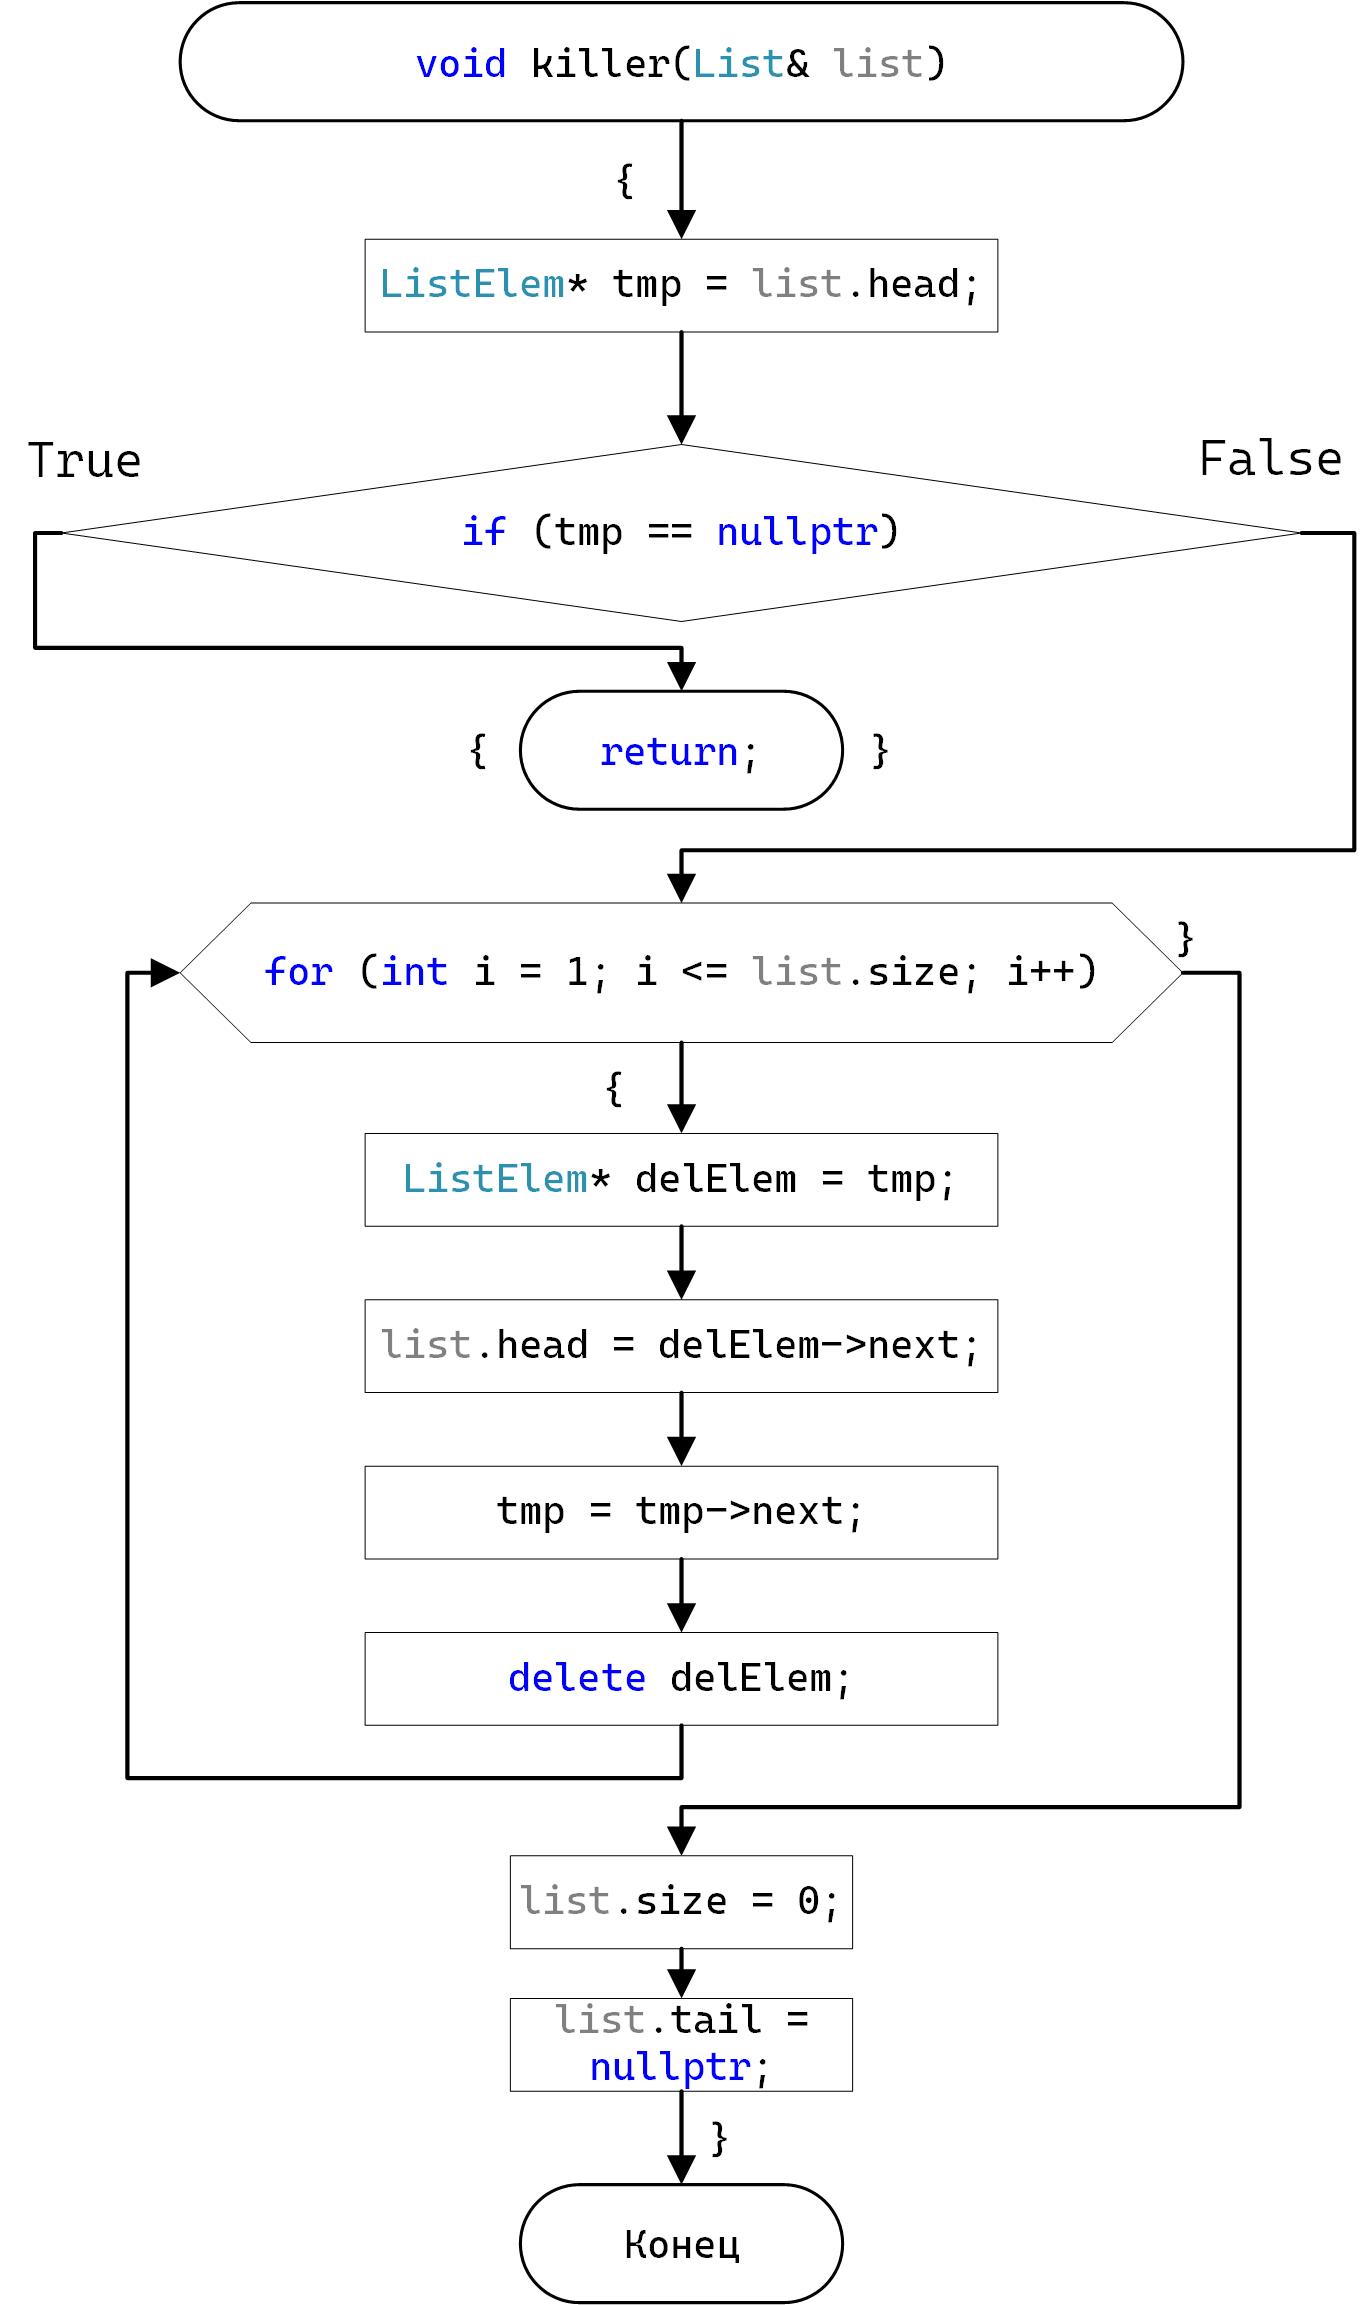 void killer(List& list)
{
ListElem* tmp = list.head;
True
False
if (tmp == nullptr)
{ return; }
}
for (int i = 1; i <= list.size; i++)
{
ListElem* delElem = tmp;
list.head = delElem->next;
tmp = tmp->next;
delete delElem;
list.size = 0;
list.tail =
nullptr;
}
Конец